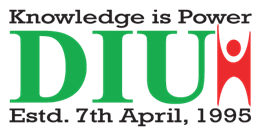 Knowledge is Power
DIU
Estd. 7th April, 1995